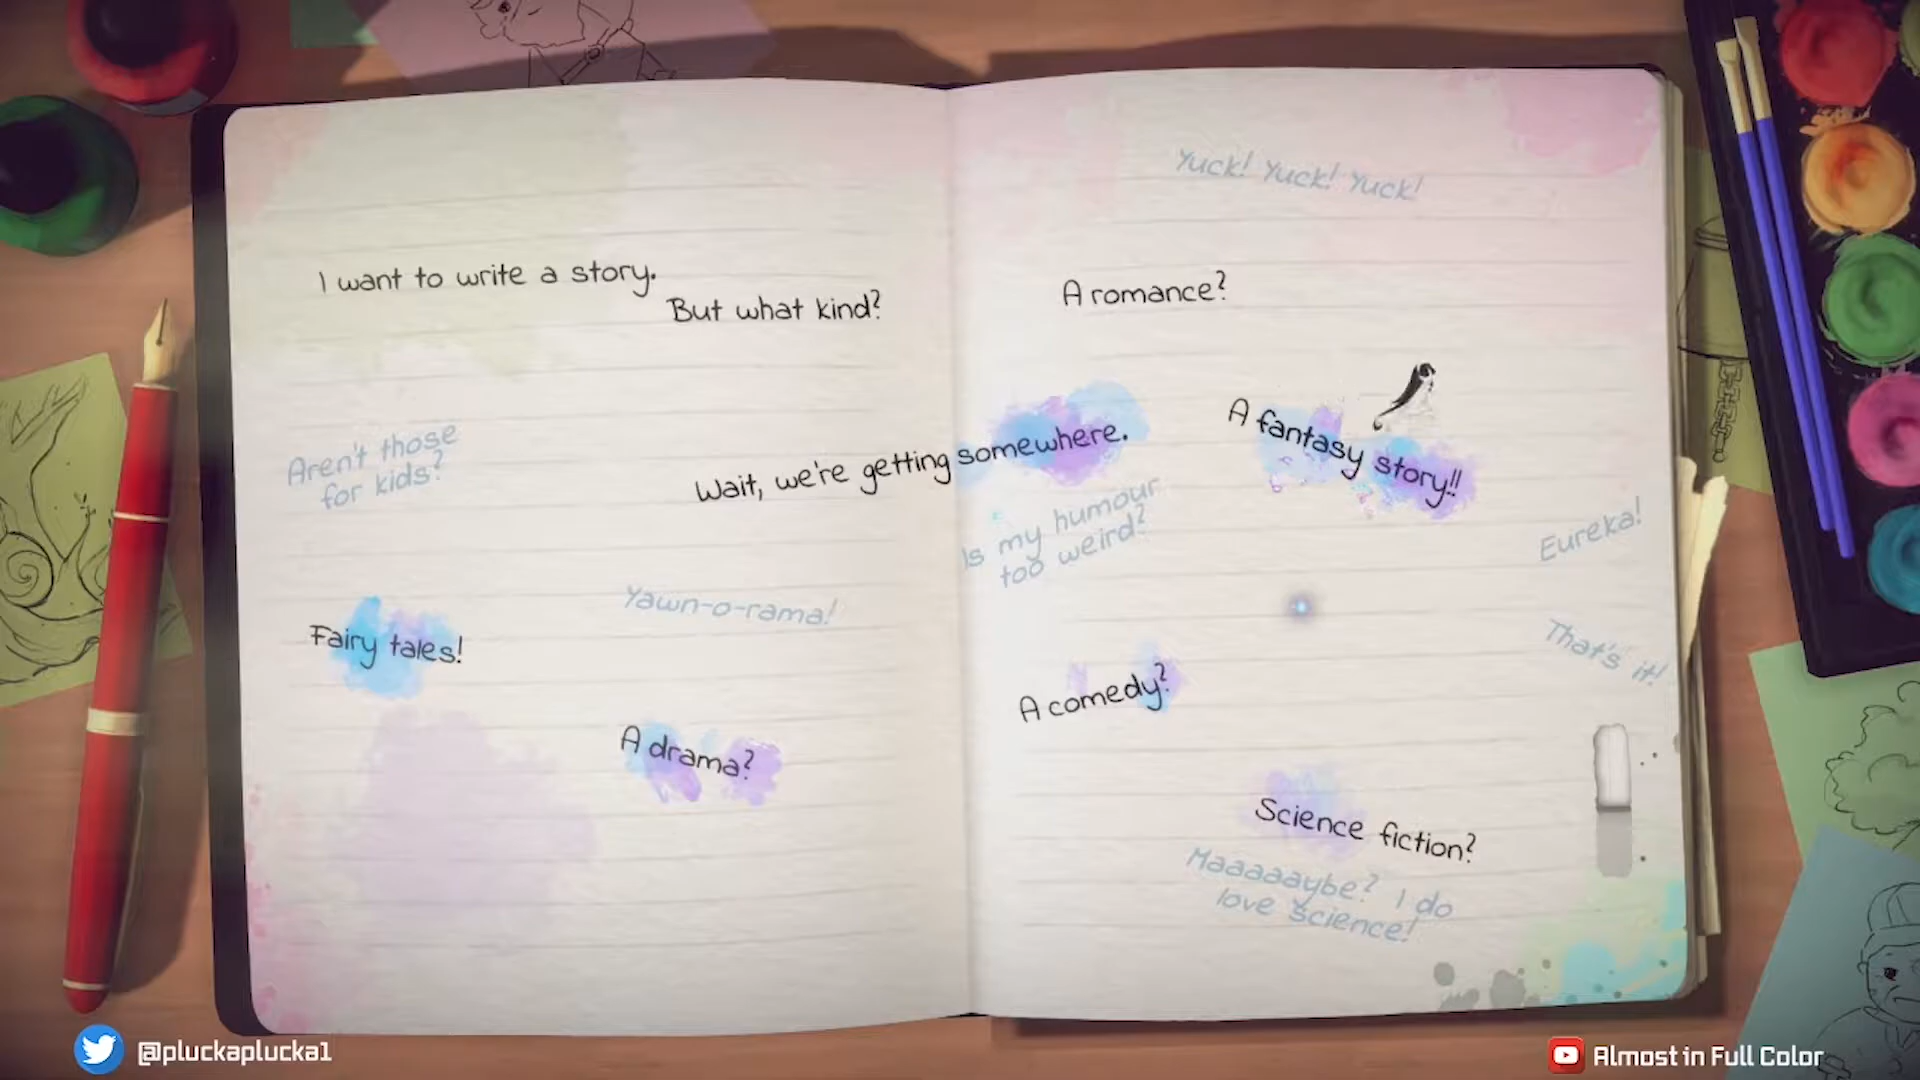 I want to write a story.
But what kind?
Aren't those
for kids?
Fairy tales!
Yawn-o-rama!
A drama?
Wait, we're getting somewhere.
Yuck! Yuck! Yuck!
A romance?
A fantasy story!!
Is my humour
too weird?
A comedy?
Eureka!
That's it!
Science fiction?
Maaaaaybe? I do
love science!
@pluckaplucka1
Almost in Full Color